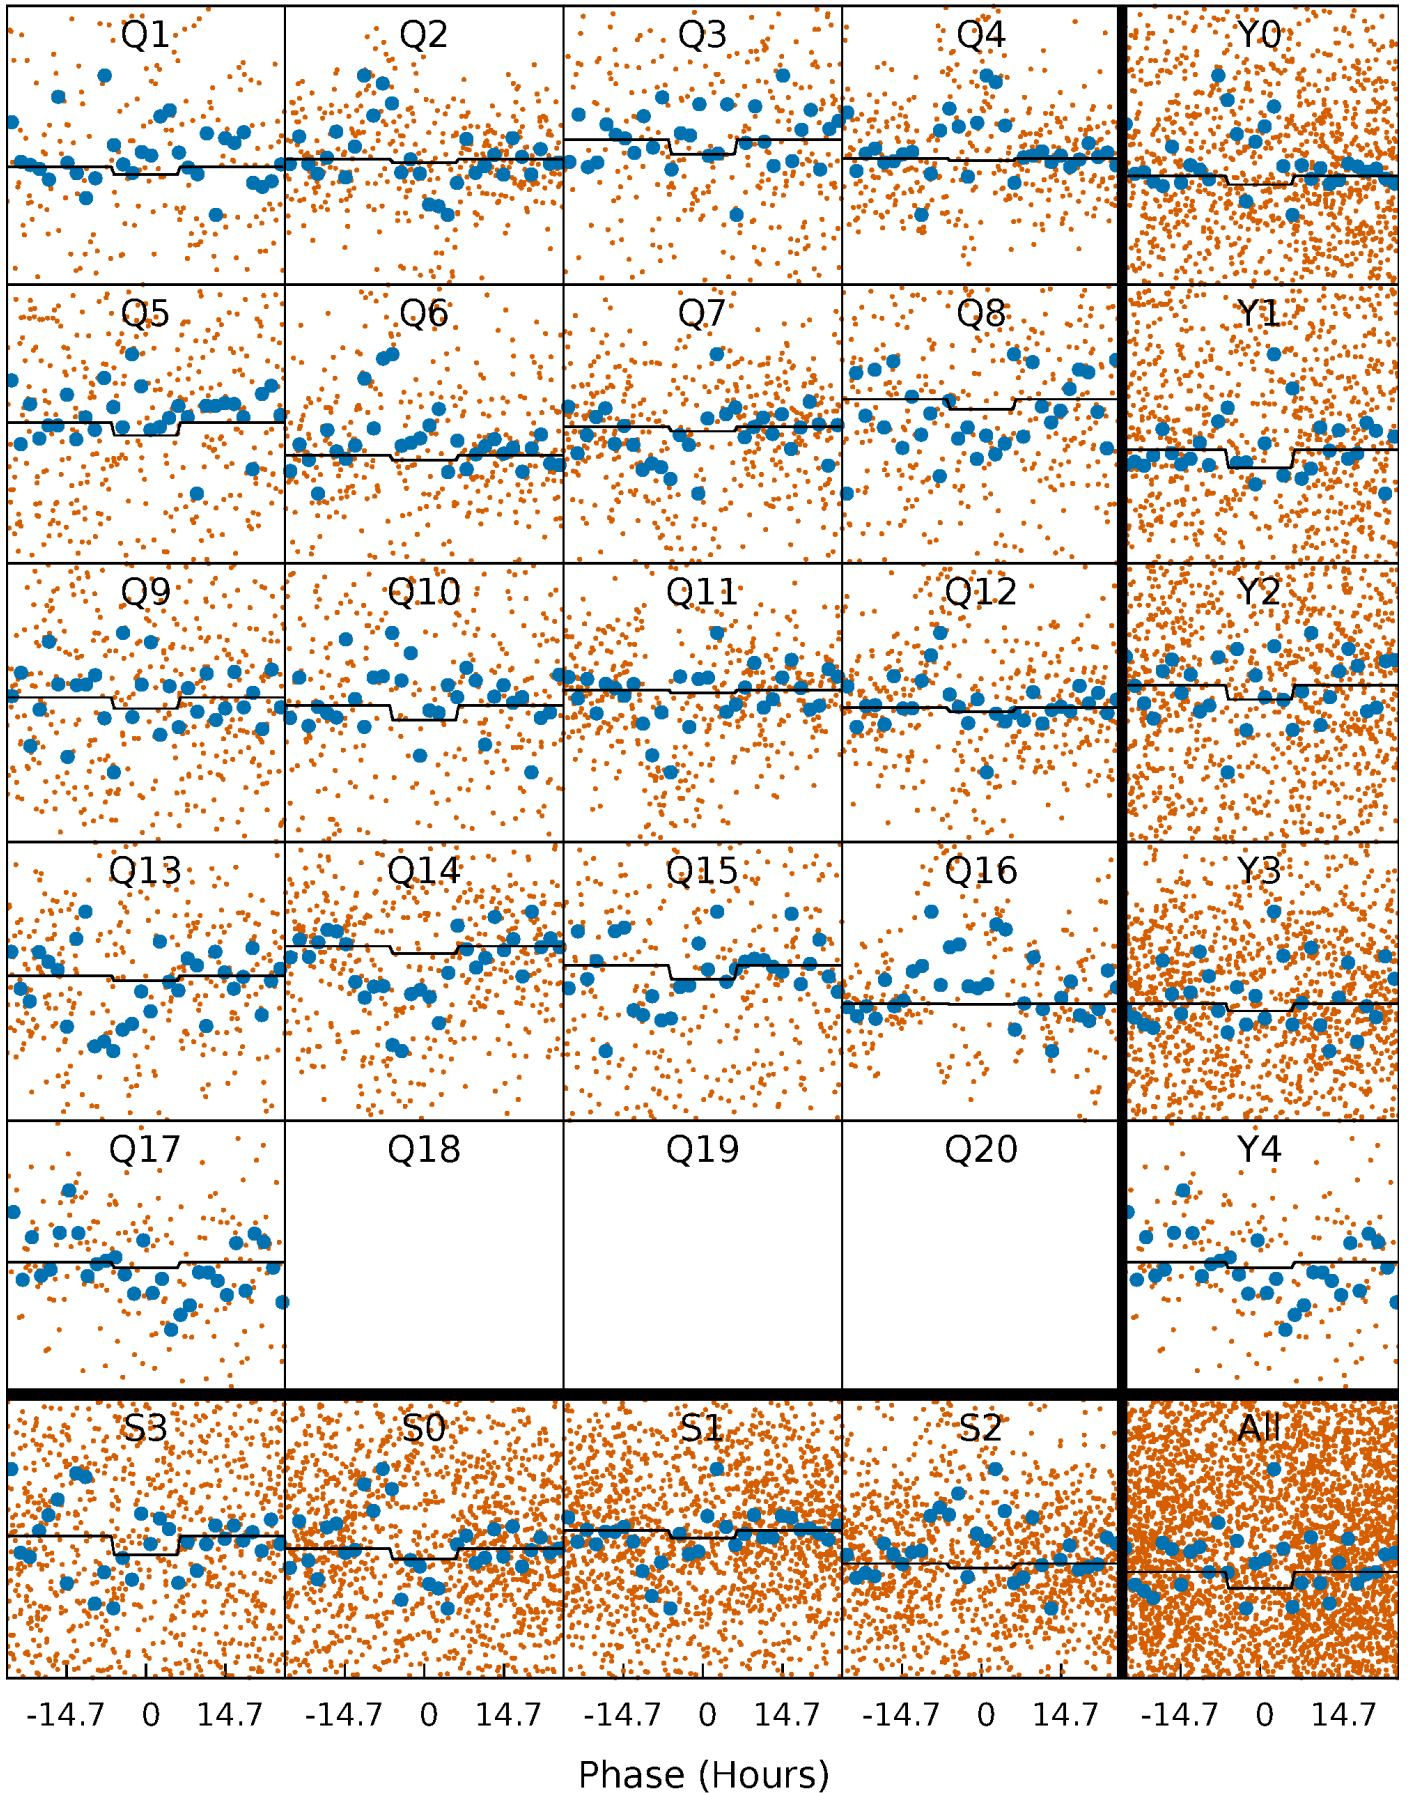 Q1 Q2 Q3 Q4 Y0
Q5 Q6 Q7 Q8 Y1
Q9 Q10 Q11 Q12 Y2
Q13 Q14 Q15 Q16 Y3
Q17 Q18 Q19 Q20 Y4
S3 S0 S1 S2 All
-14.7 0 14.7 -14.7 0 14.7 -14.7 0 14.7 -14.7 0 14.7 -14.7 0 14.7
Phase (Hours)